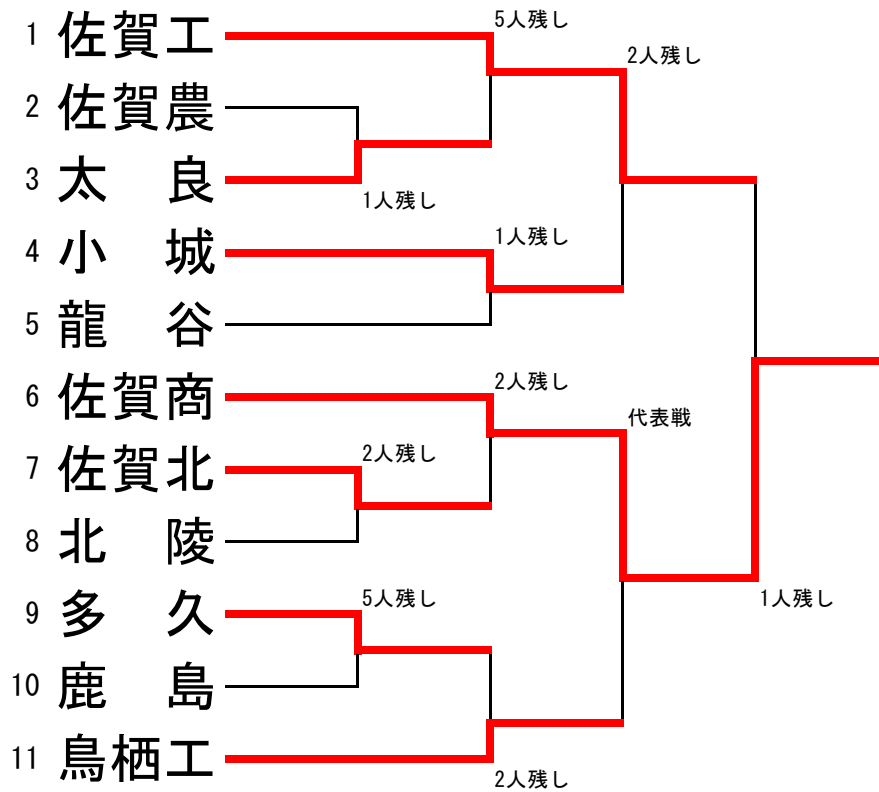 5人残し
1 佐賀工
2人残し
2 佐賀農
3 太　良
1人残し
1人残し
4 小　城
5 龍　谷
2人残し
6 佐賀商
代表戦
2人残し
7 佐賀北
8 北　陵
5人残し
1人残し
9 多　久
10 鹿　島
11 鳥栖工
2人残し